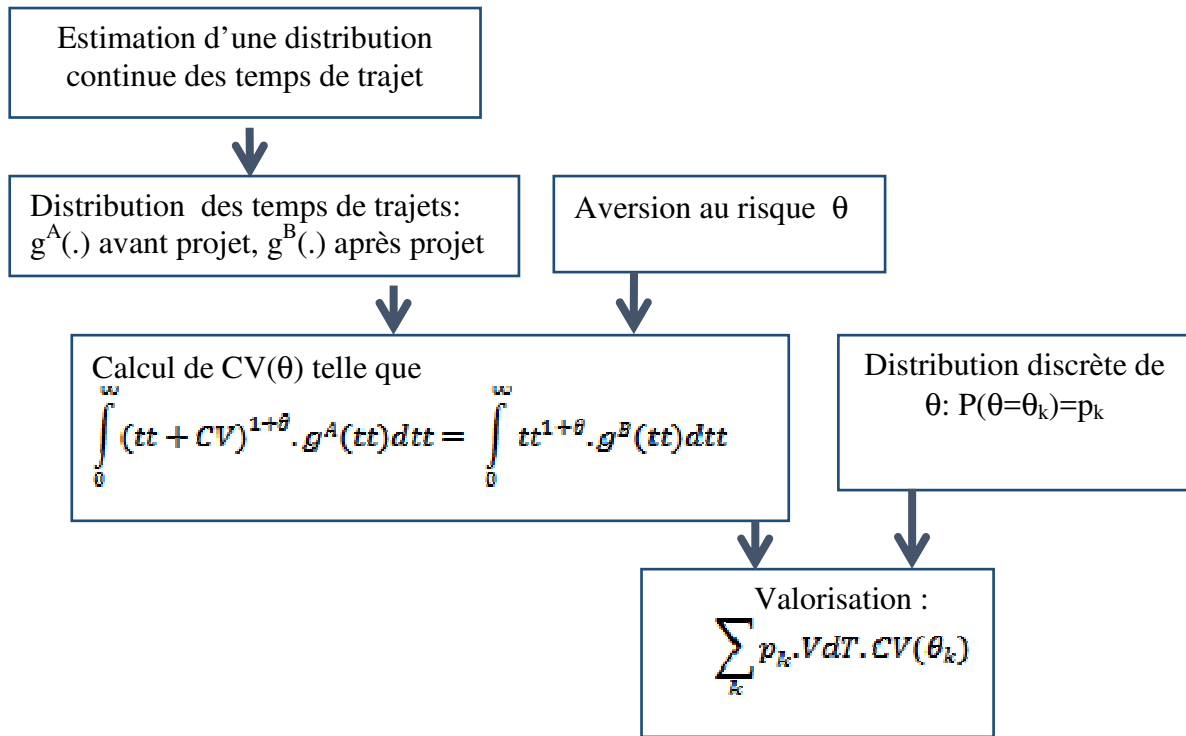 Estimation d’une distribution
continue des temps de trajet
Distribution des temps de trajets:
g^A(.) avant projet, g^B(.) après projet
Aversion au risque θ
Calcul de CV(θ) telle que
∫_0^∞ (tt + CV)^{1+θ}.g^A(tt)dtt = ∫_0^∞ tt^{1+θ}.g^B(tt)dtt
Distribution discrète de
θ: P(θ=θ_k)=p_k
Valorisation :
∑_k p_k.VdT.CV(θ_k)